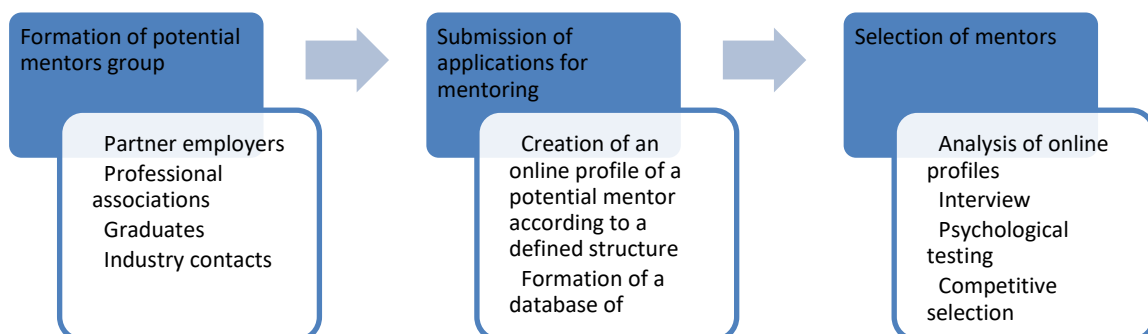 Formation of potential
mentors group
Partner employers
Professional
associations
Graduates
Industry contacts
Submission of
applications for
mentoring
Creation of an
online profile of a
potential mentor
according to a
defined structure
Formation of a
database of
Selection of mentors
Analysis of online
profiles
Interview
Psychological
testing
Competitive
selection